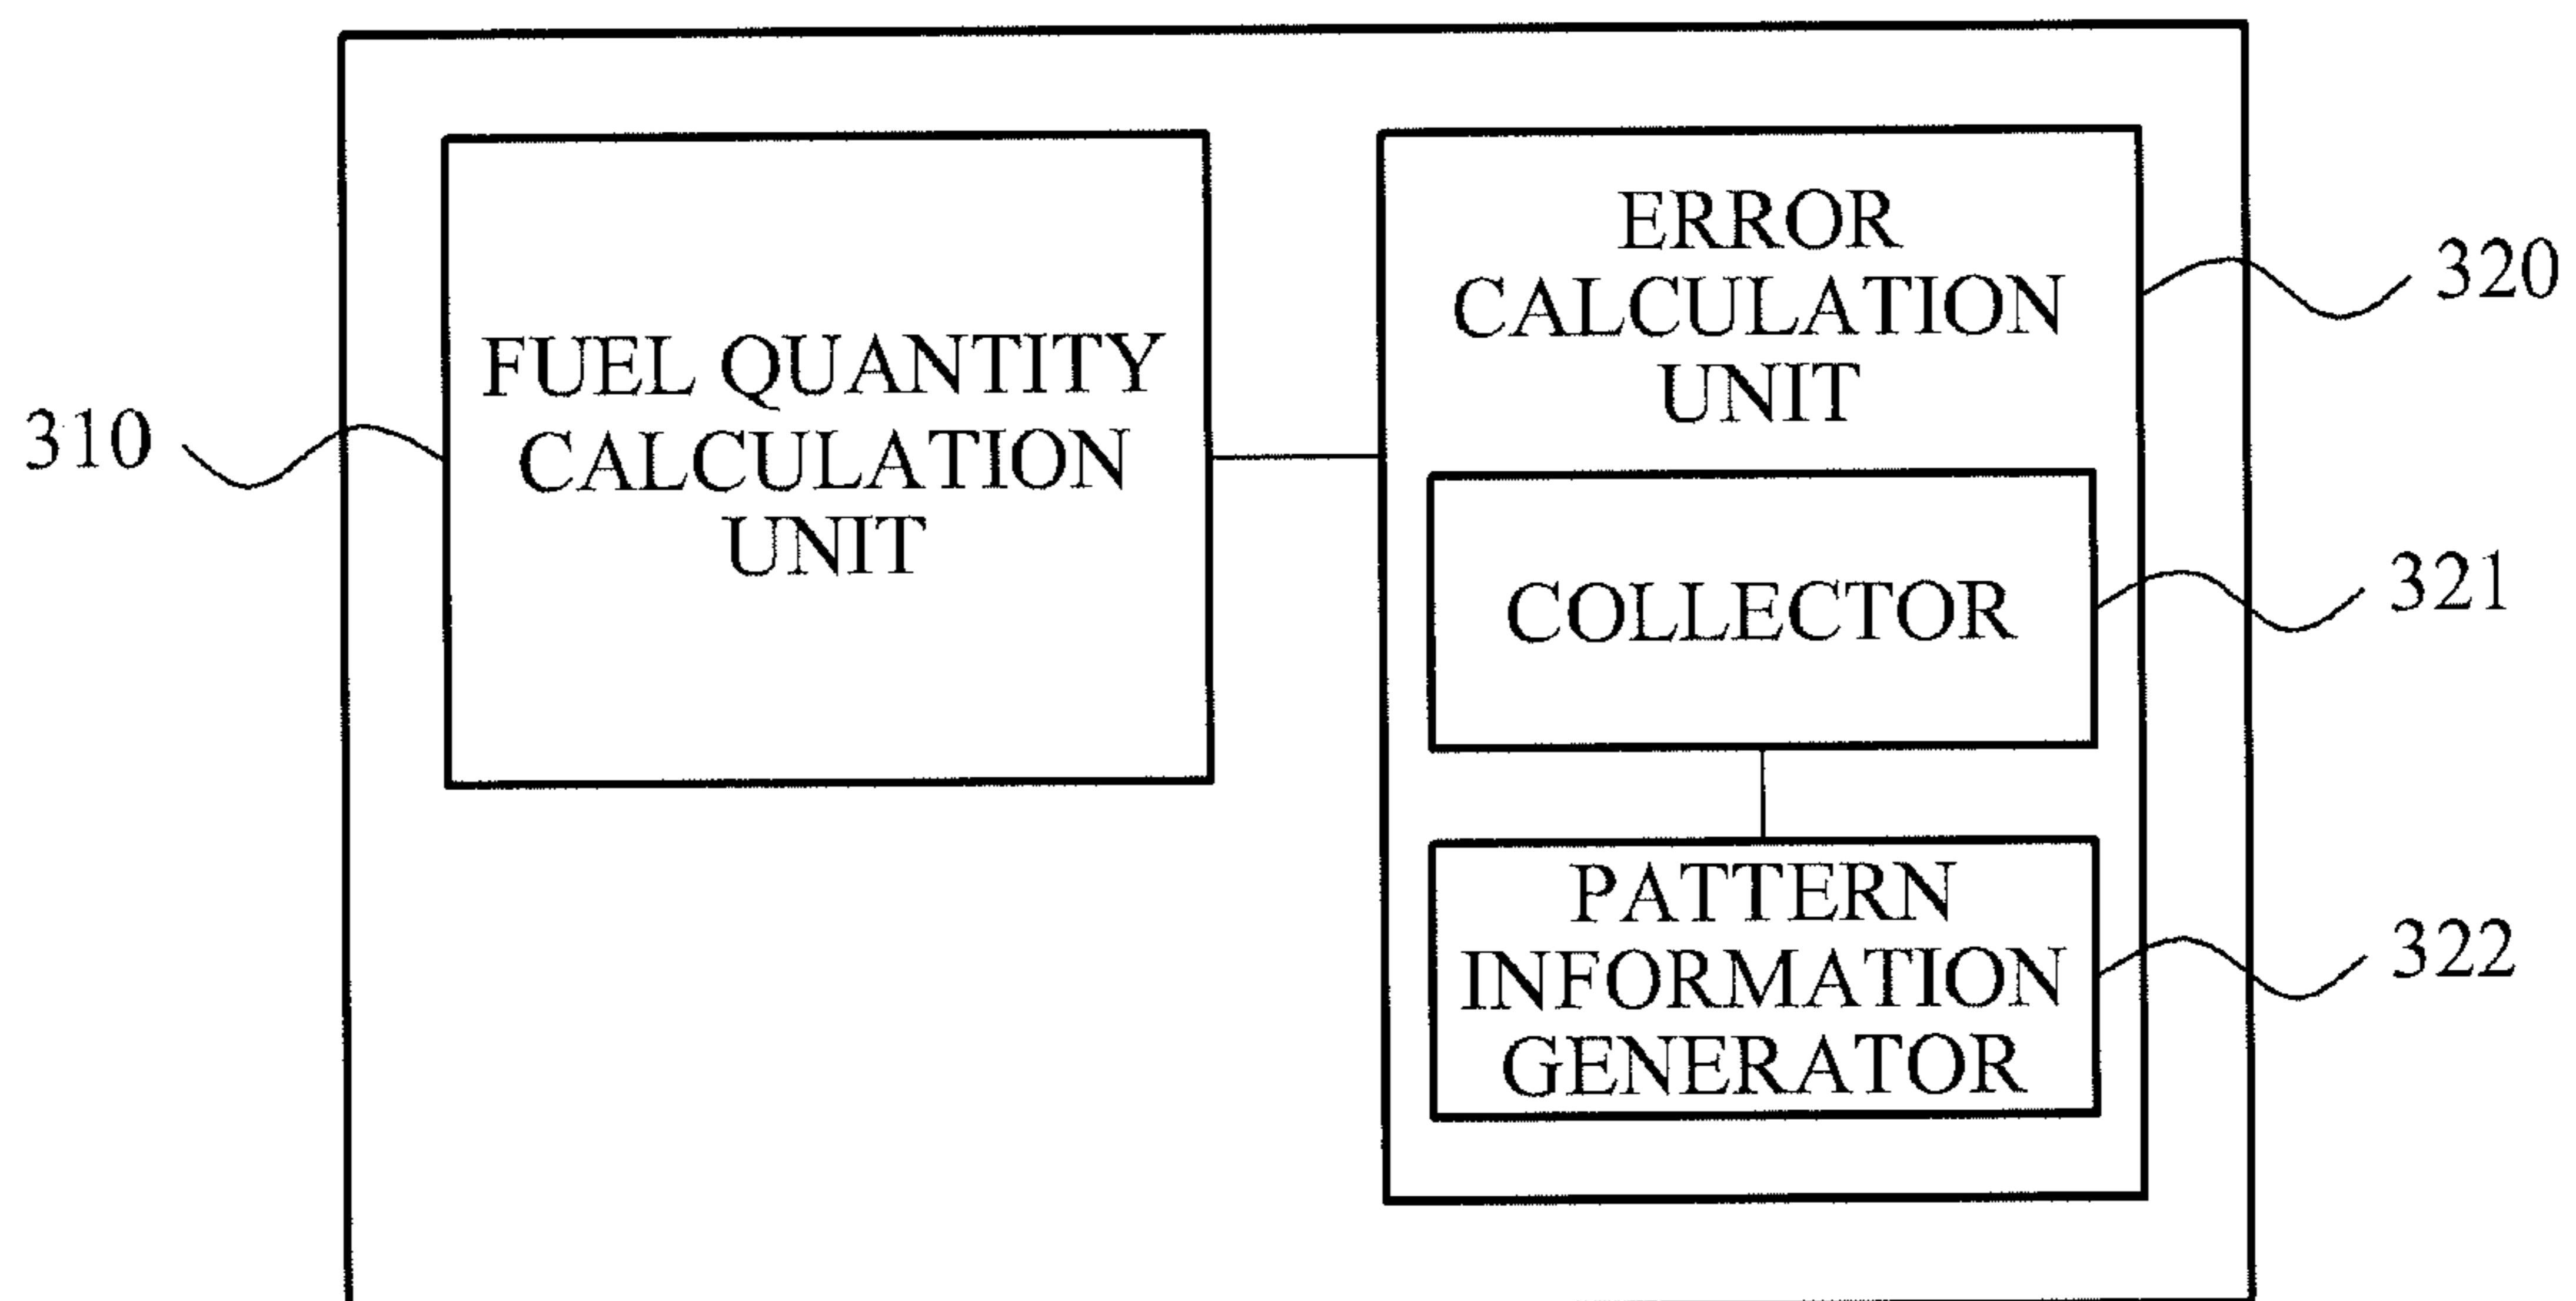 310
FUEL QUANTITY
CALCULATION
UNIT
ERROR
CALCULATION
UNIT
320
COLLECTOR
321
PATTERN
INFORMATION
GENERATOR
322